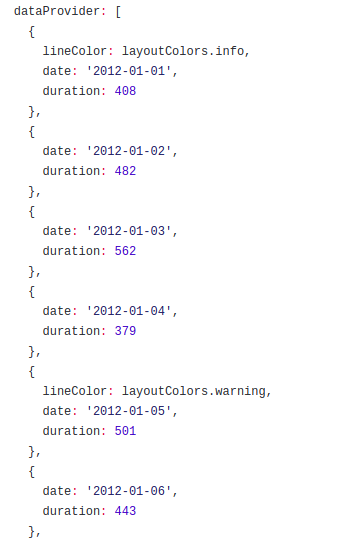 dataProvider: [
  {
    lineColor: layoutColors.info,
    date: '2012-01-01',
    duration: 408
  },
  {
    date: '2012-01-02',
    duration: 482
  },
  {
    date: '2012-01-03',
    duration: 562
  },
  {
    date: '2012-01-04',
    duration: 379
  },
  {
    lineColor: layoutColors.warning,
    date: '2012-01-05',
    duration: 501
  },
  {
    date: '2012-01-06',
    duration: 443
  },